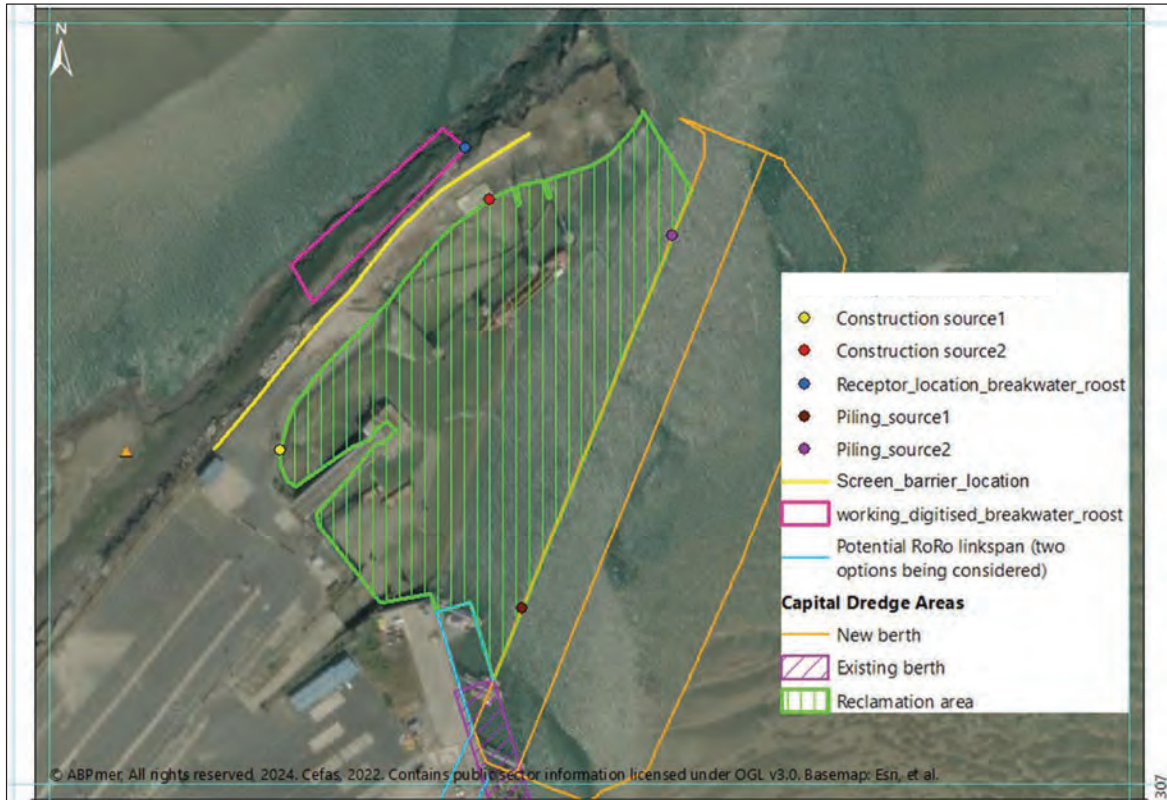 N
Construction source1
Construction source2
Receptor_location_breakwater_roost
Piling_source1
Piling_source2
Screen_barrier_location
working_digitised_breakwater_roost
Potential RoRo linkspan (two
options being considered)
Capital Dredge Areas
New berth
Existing berth
Reclamation area
© ABPmer, All rights reserved, 2024. Cefas, 2022. Contains public sector information licensed under OGL v3.0. Basemap: Esri, et al.
307